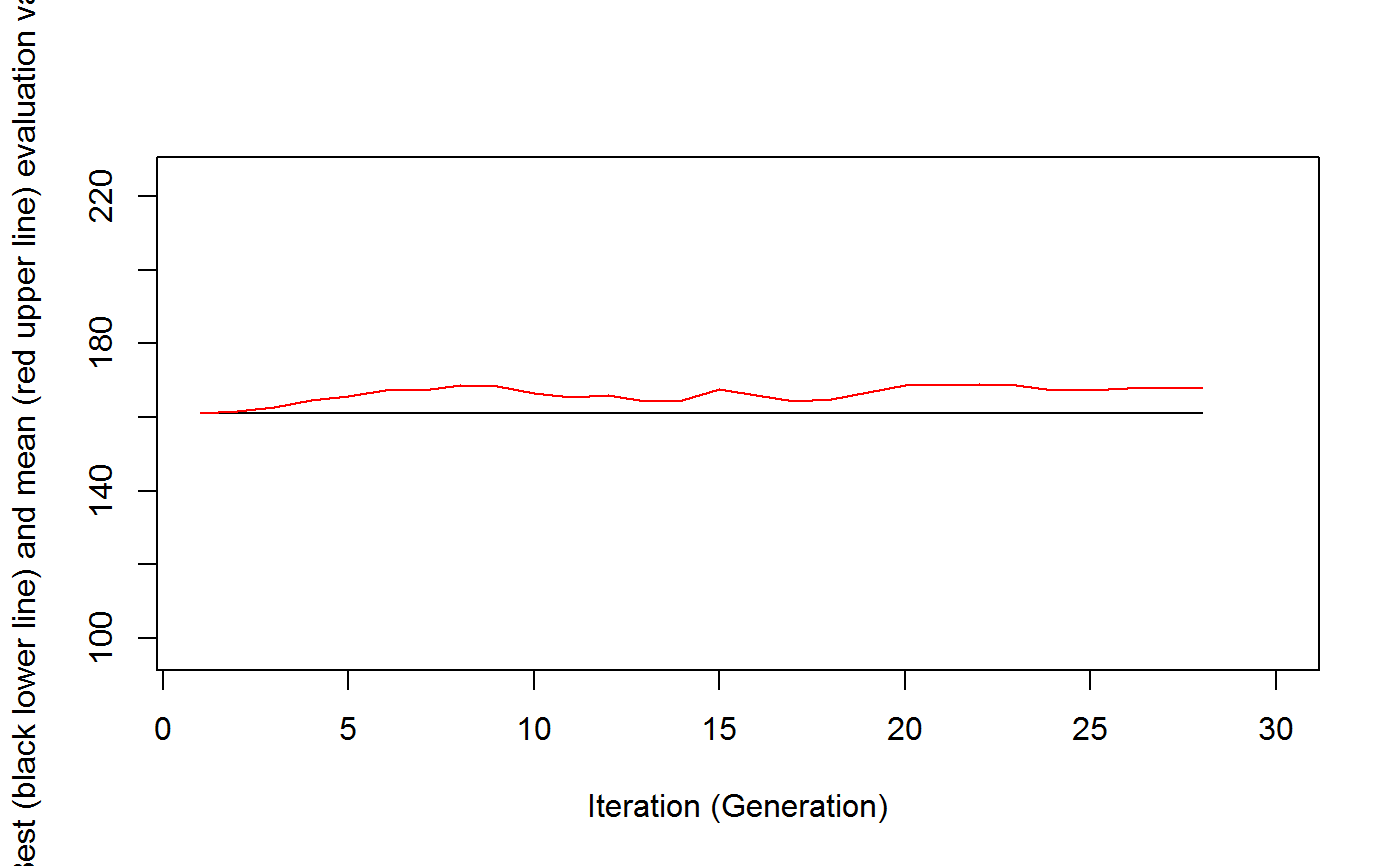 Best (black lower line) and mean (red upper line) evaluation va
220
180
140
100
0 5 10 15 20 25 30
Iteration (Generation)